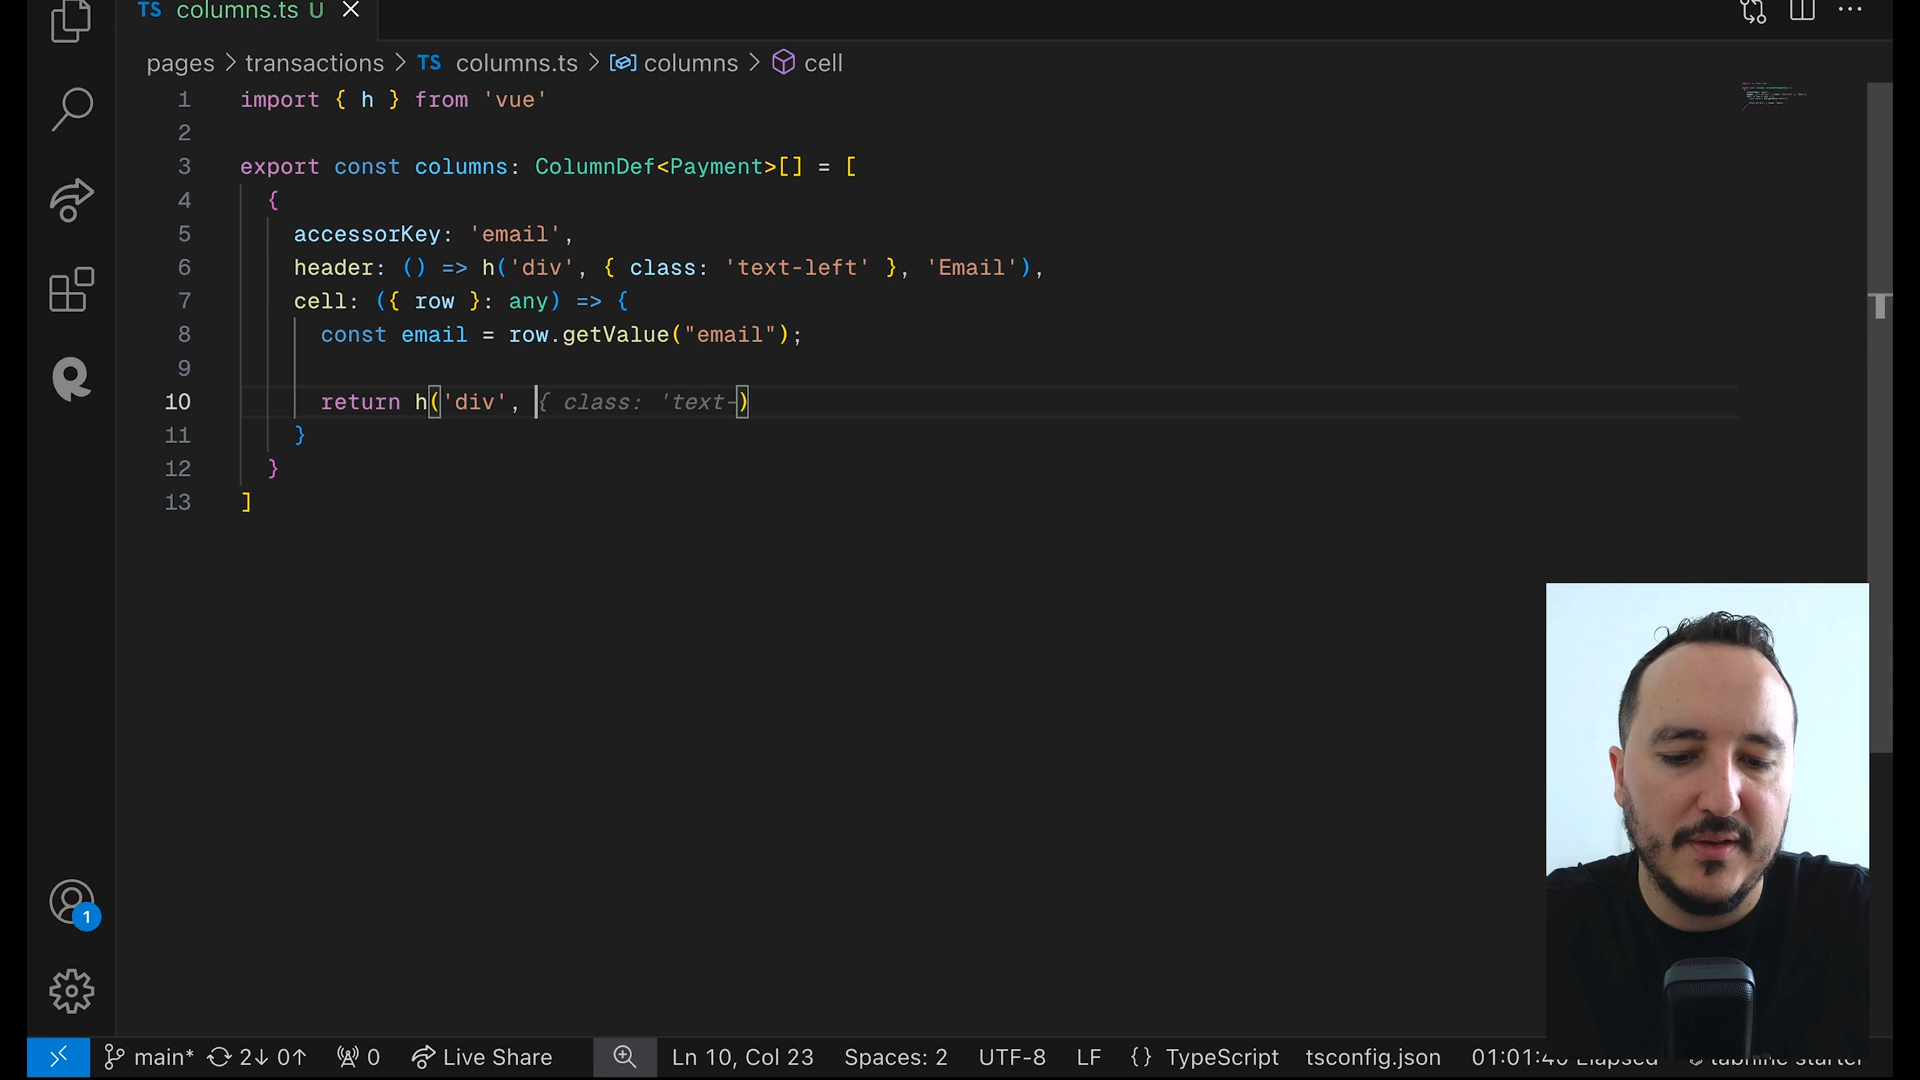 TS columns.ts U
pages > transactions > TS columns.ts > columns > cell
1 import { h } from 'vue'
2
3 export const columns: ColumnDef<Payment>[] = [
4 {
5 accessorKey: 'email',
6 header: () => h('div', { class: 'text-left' }, 'Email'),
7 cell: ({ row }: any) => {
8 const email = row.getValue("email");
9
10 return h('div', { class: 'text-)
11 }
12 }
13 ]
T
1
main* 2↓ 0↑ 0 Live Share Ln 10, Col 23 Spaces: 2 UTF-8 LF {} TypeScript tsconfig.json